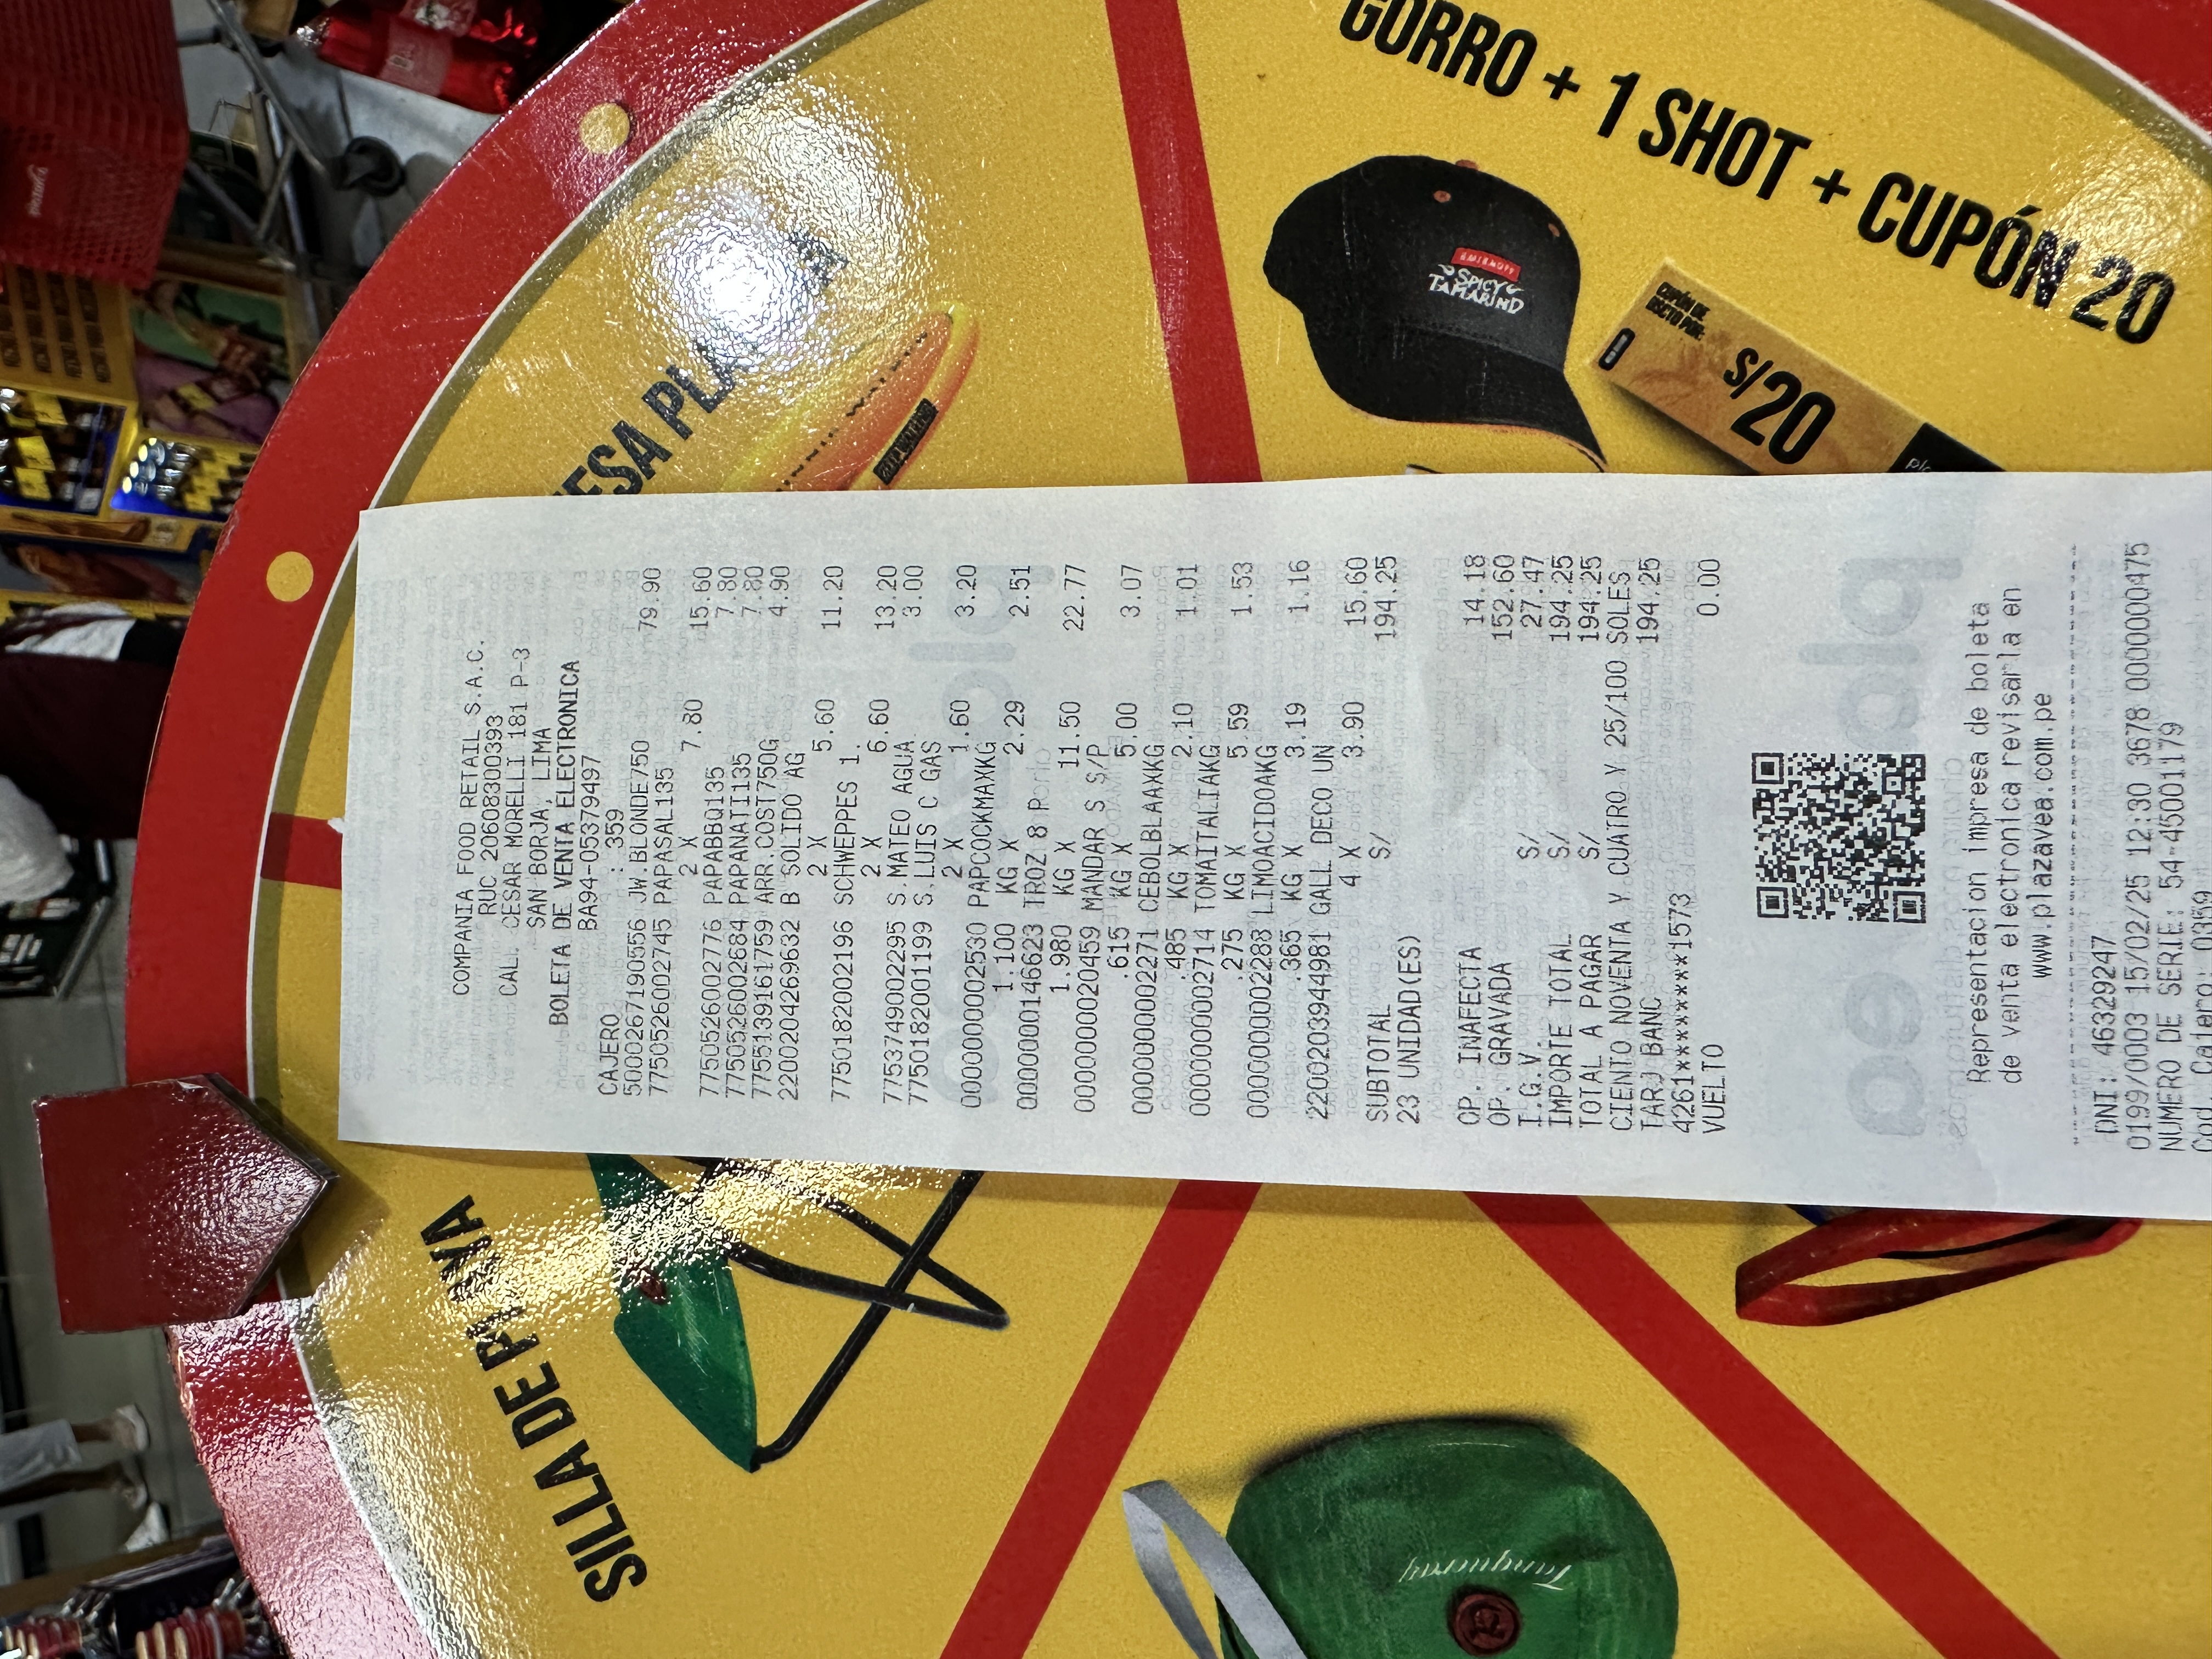 plazavea
SILLA DE PLAYA
COMPANIA FOOD RETAIL S.A.C.
RUC 20608300393
CALL CESAR MORELLI 181 P-3
SAN BORJA, LIMA
BOLETA DE VENTA ELECTRONICA
BA94-05379497
CAJERO : 359
5000267190556 JW.BLONDE750 79.90
7750526002745 PAPASAL135
2 X 7.80 15.60
7750526002776 PAPABBQ135 7.80
7750526002684 PAPANATI135 7.80
7755139161759 ARR.COST750G 4.90
2200204269632 B SOLIDO AG
2 X 5.60 11.20
7750182002196 SCHWEPPES 1.
2 X 6.60 13.20
7753749002295 S.MATEO AGUA 3.00
7750182001199 S.LUIS C GAS
2 X 1.60 3.20
0000000002530 PAPCOCKMAXKG
1.100 KG X 2.29 2.51
0000000146623 TROZ 8 P
1.980 KG X 11.50 22.77
0000000020459 MANDAR S S/P
.615 KG X 5.00 3.07
0000000002271 CEBOLBLAAXKG
.485 KG X 2.10 1.01
0000000002714 TOMAITALIAKG
.275 KG X 5.59 1.53
0000000002288 LIMOACIDOAKG
.365 KG X 3.19 1.16
2200203944981 GALL DECO UN
4 X 3.90 15.60
SUBTOTAL S/ 194.25
23 UNIDAD(ES)
OP. INAFECTA 14.18
OP. GRAVADA 152.60
I.G.V. S/ 27.47
IMPORTE TOTAL S/ 194.25
TOTAL A PAGAR S/ 194.25
CIENTO NOVENTA Y CUATRO Y 25/100 SOLES
TARJ BANC 194.25
4261********1573
VUELTO 0.00
Representacion impresa de boleta
de venta electronica revisarla en
www.plazavea.com.pe
DNI: 46329247
0199/0003 15/02/25 12:30 3678 0000000475
NUMERO DE SERIE: 54-45001179
Cod. Cajero: 0359
Tanqueray
SPICY
TAMARIND
S/20
GORRO + 1 SHOT + CUPÓN 20